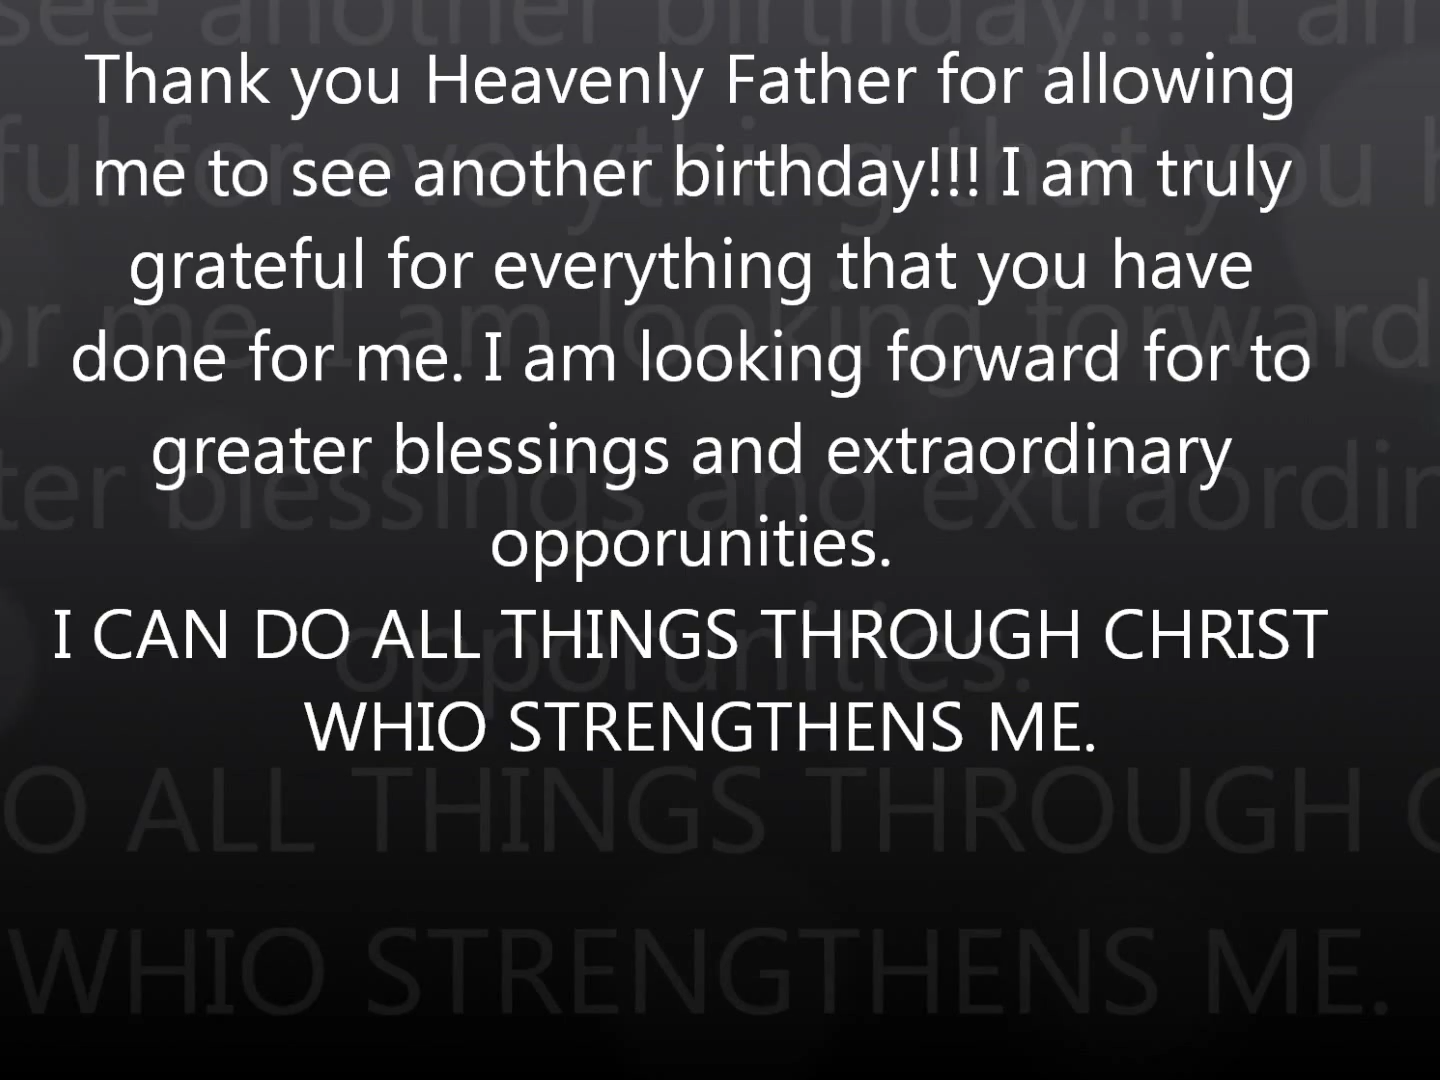 Thank you Heavenly Father for allowing
me to see another birthday!!! I am truly
grateful for everything that you have
done for me. I am looking forward for to
greater blessings and extraordinary
opporunities.
I CAN DO ALL THINGS THROUGH CHRIST
WHIO STRENGTHENS ME.